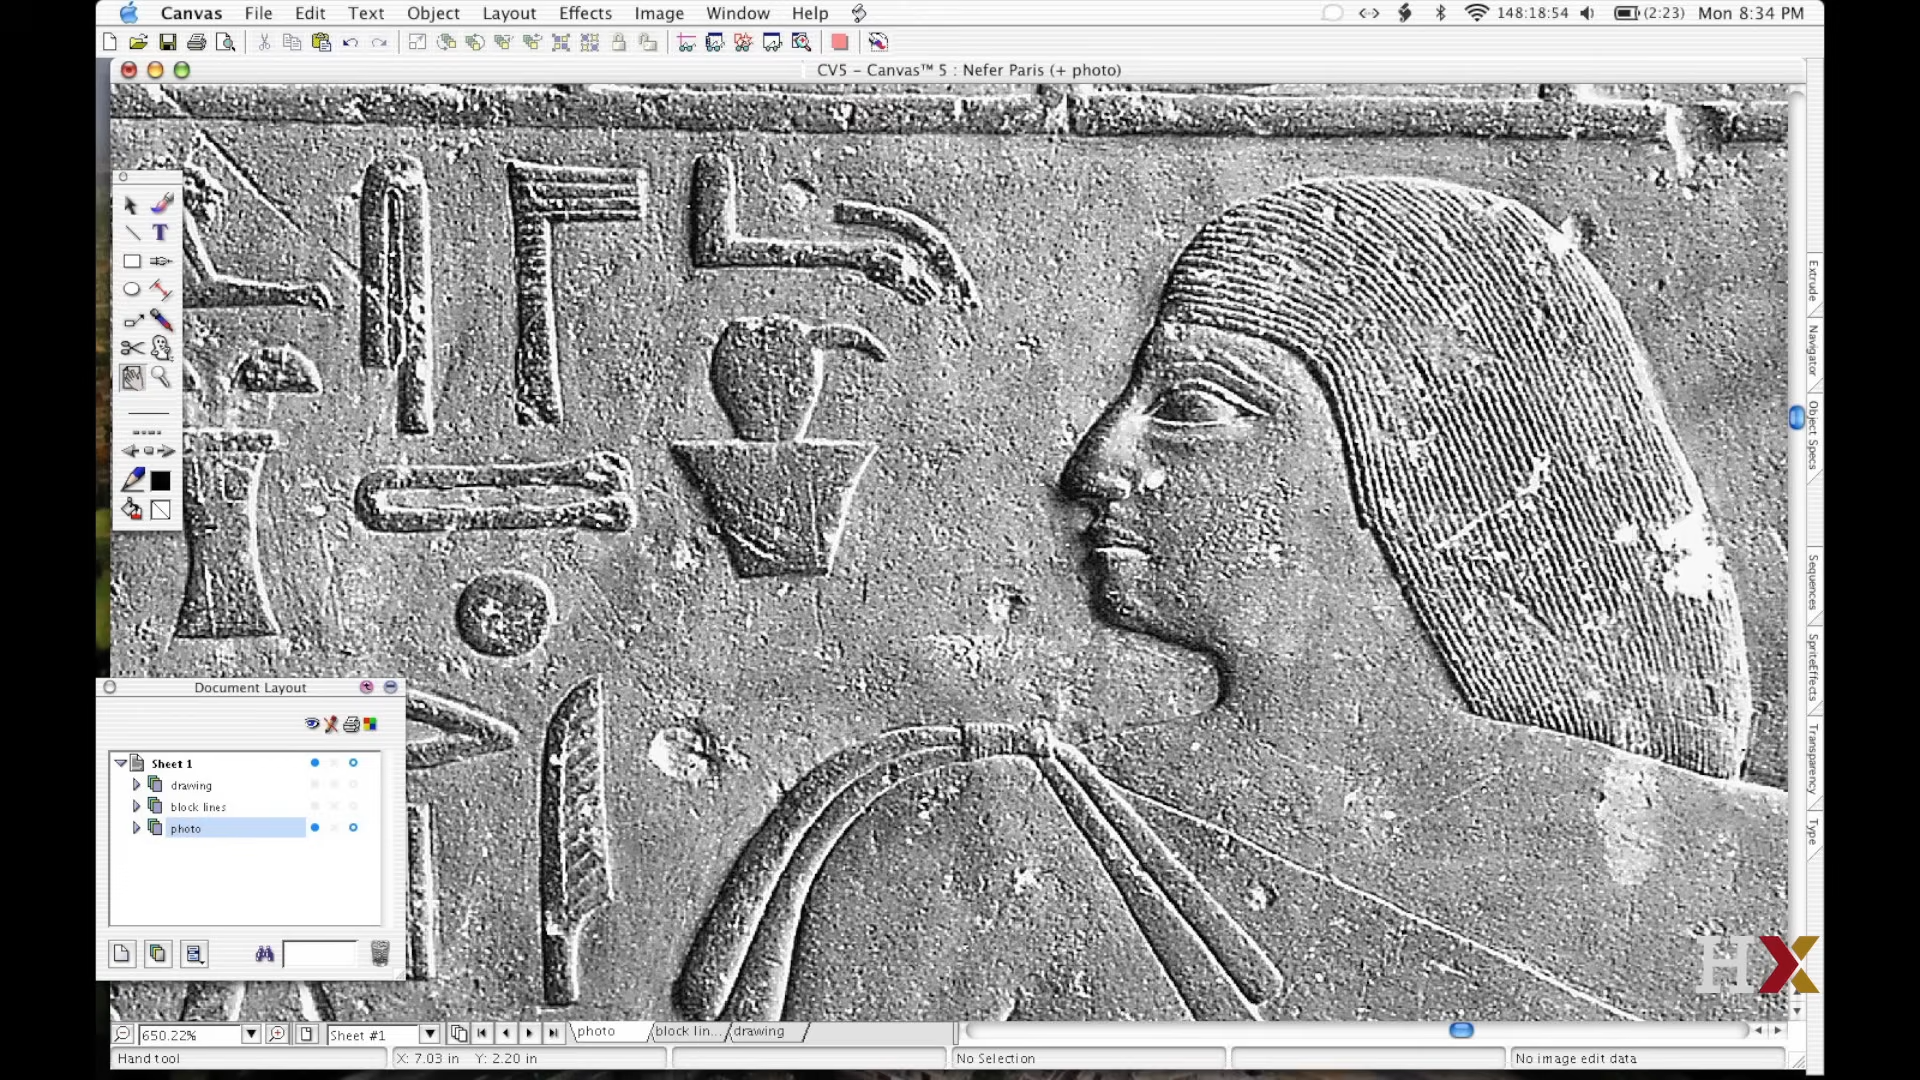 Canvas File Edit Text Object Layout Effects Image Window Help 148:18:54 (2:23) Mon 8:34 PM
CV5 - Canvas™ 5 : Nefer Paris (+ photo)
T
Extrude
Navigator
Object Specs
Sequences
SpriteEffects
Transparency
Type
Document Layout
Sheet 1
drawing
block lines
photo
HX
650.22% Sheet #1 photo block lin... drawing
Hand tool X: 7.03 in Y: 2.20 in No Selection No image edit data